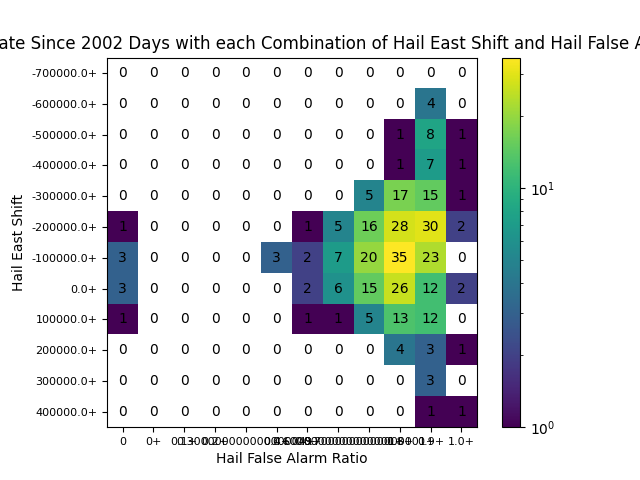 ate Since 2002 Days with each Combination of Hail East Shift and Hail False A
-700000.0+ 0 0 0 0 0 0 0 0 0 0 0 0
-600000.0+ 0 0 0 0 0 0 0 0 0 0 4 0
-500000.0+ 0 0 0 0 0 0 0 0 0 1 8 1
-400000.0+ 0 0 0 0 0 0 0 0 0 1 7 1
-300000.0+ 0 0 0 0 0 0 0 0 5 17 15 1
-200000.0+ 1 0 0 0 0 0 1 5 16 28 30 2
-100000.0+ 3 0 0 0 0 3 2 7 20 35 23 0
0.0+ 3 0 0 0 0 0 2 6 15 26 12 2
100000.0+ 1 0 0 0 0 0 1 1 5 13 12 0
200000.0+ 0 0 0 0 0 0 0 0 0 4 3 1
300000.0+ 0 0 0 0 0 0 0 0 0 0 3 0
400000.0+ 0 0 0 0 0 0 0 0 0 0 1 1
0 0+ 1.0+
Hail False Alarm Ratio
Hail East Shift
10^1
10^0